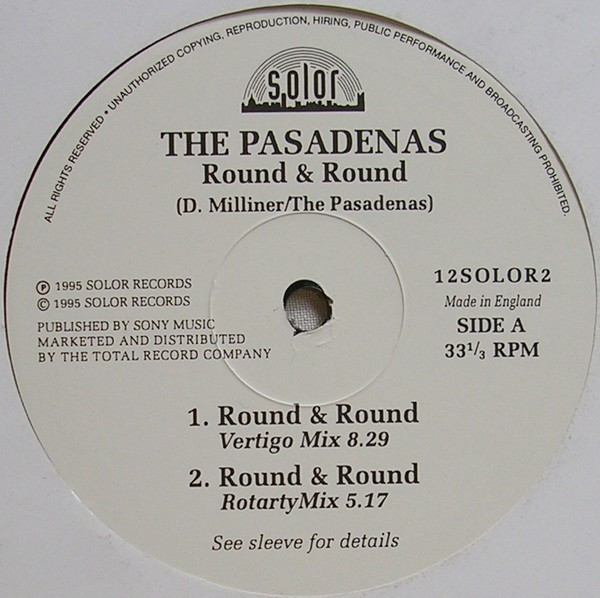 ALL RIGHTS RESERVED • UNAUTHORIZED COPYING, REPRODUCTION, HIRING, PUBLIC PERFORMANCE AND BROADCASTING PROHIBITED.
solor
THE PASADENAS
Round & Round
(D. Milliner/The Pasadenas)
℗ 1995 SOLOR RECORDS
© 1995 SOLOR RECORDS
PUBLISHED BY SONY MUSIC
MARKETED AND DISTRIBUTED
BY THE TOTAL RECORD COMPANY
12SOLOR2
Made in England
SIDE A
33¹/₃ RPM
1. Round & Round
Vertigo Mix 8.29
2. Round & Round
RotartyMix 5.17
See sleeve for details